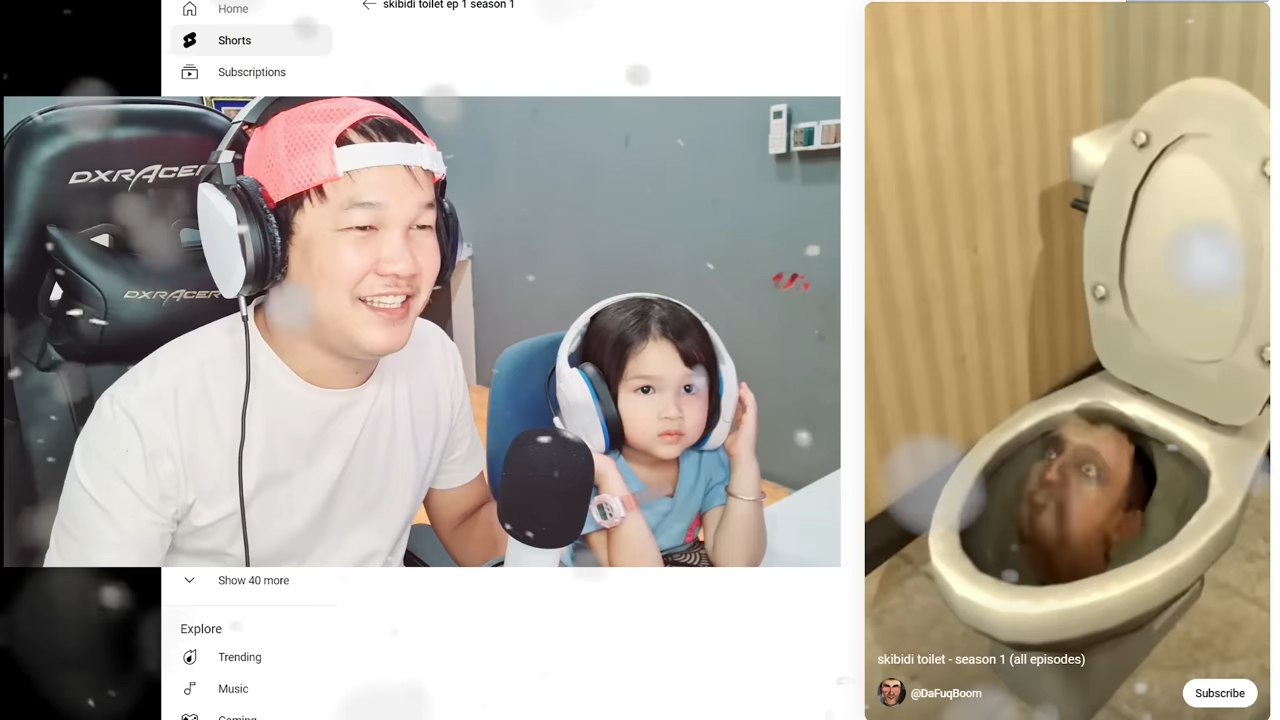 Home
skibidi toilet ep 1 season 1
Shorts
Subscriptions
DXRACER
DXRACER
Show 40 more
Explore
Trending
Music
Gaming
skibidi toilet - season 1 (all episodes)
@DaFuqBoom
Subscribe